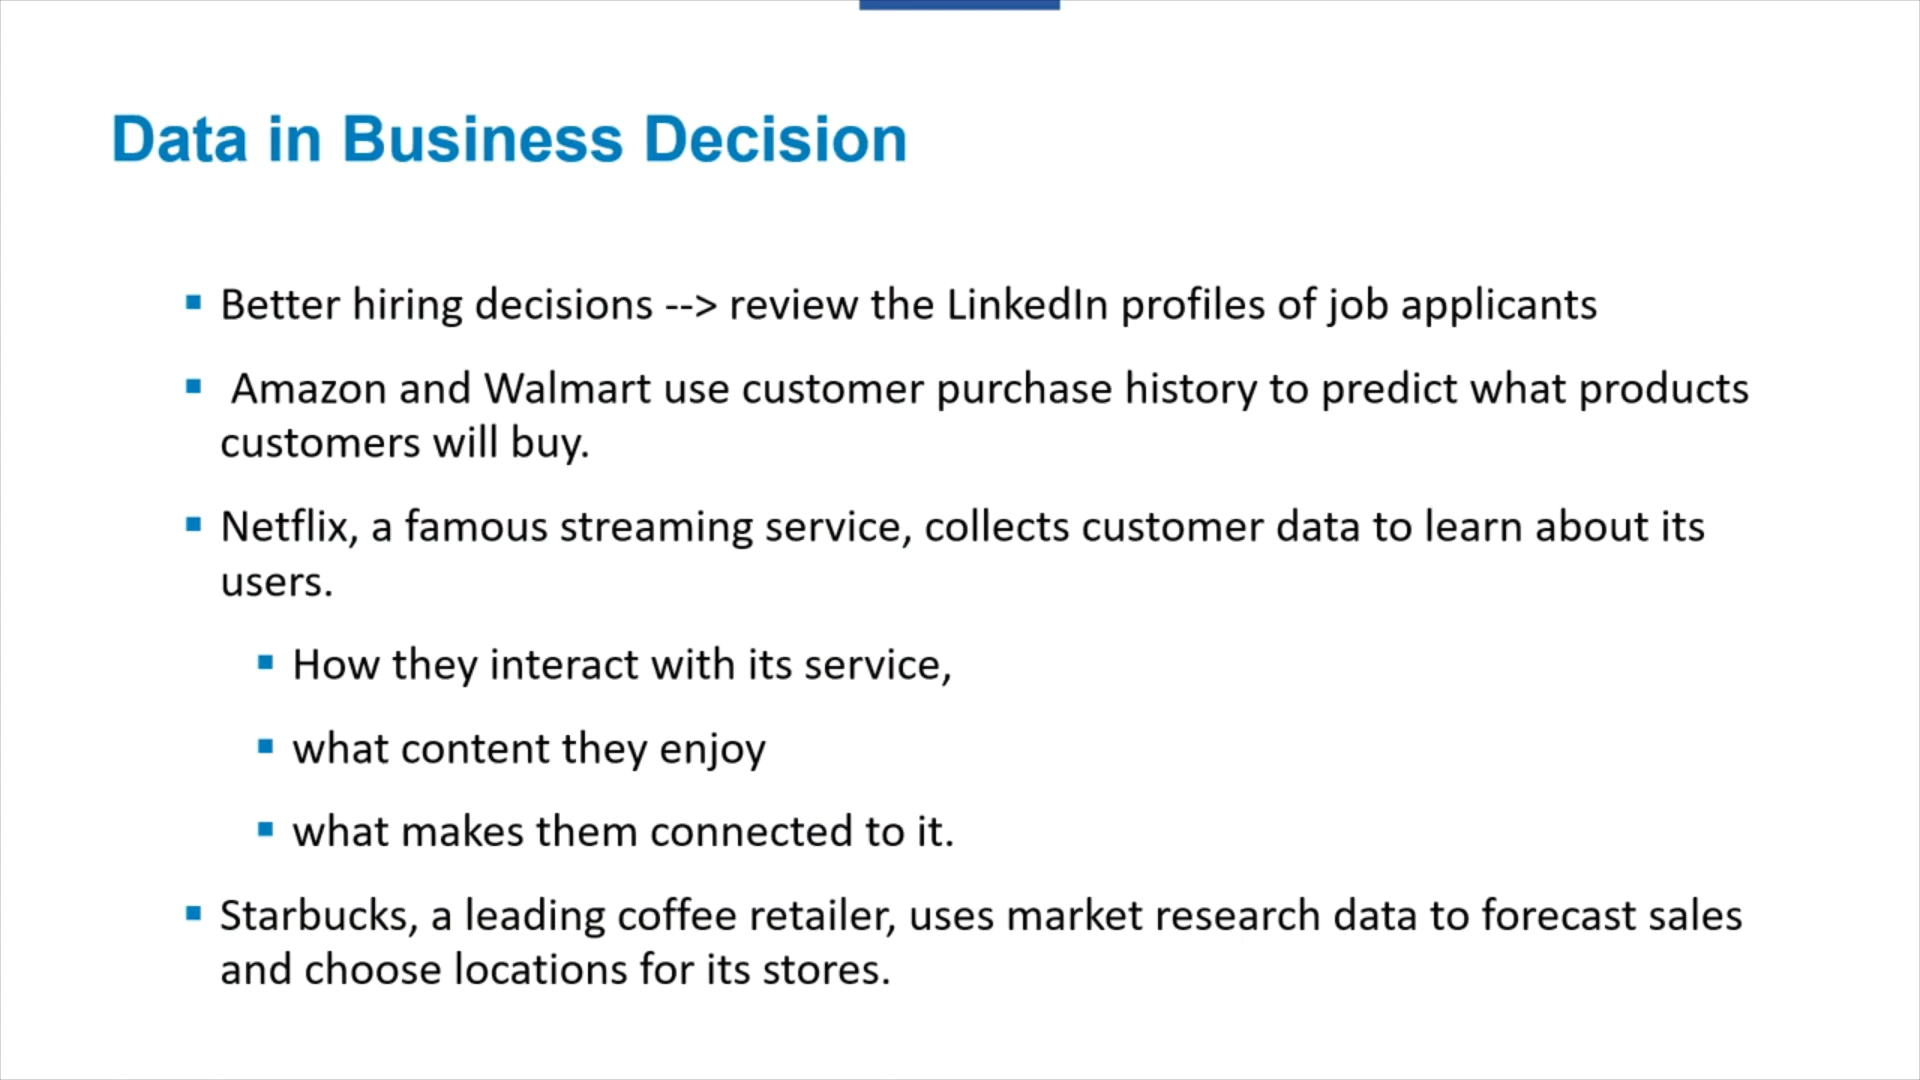 Data in Business Decision
▪ Better hiring decisions --> review the LinkedIn profiles of job applicants
▪ Amazon and Walmart use customer purchase history to predict what products
customers will buy.
▪ Netflix, a famous streaming service, collects customer data to learn about its
users.
▪ How they interact with its service,
▪ what content they enjoy
▪ what makes them connected to it.
▪ Starbucks, a leading coffee retailer, uses market research data to forecast sales
and choose locations for its stores.